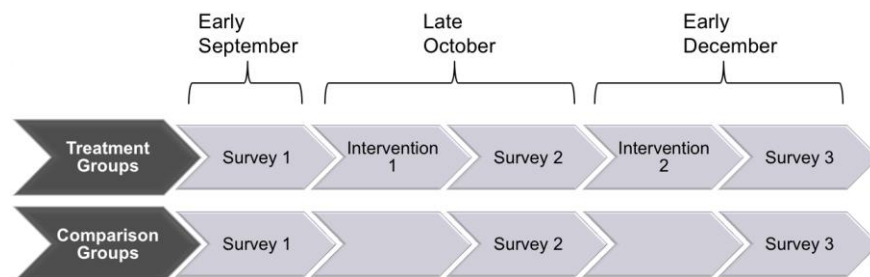 Early
September
Late
October
Early
December
Treatment
Groups
Survey 1
Intervention
1
Survey 2
Intervention
2
Survey 3
Comparison
Groups
Survey 1
Survey 2
Survey 3